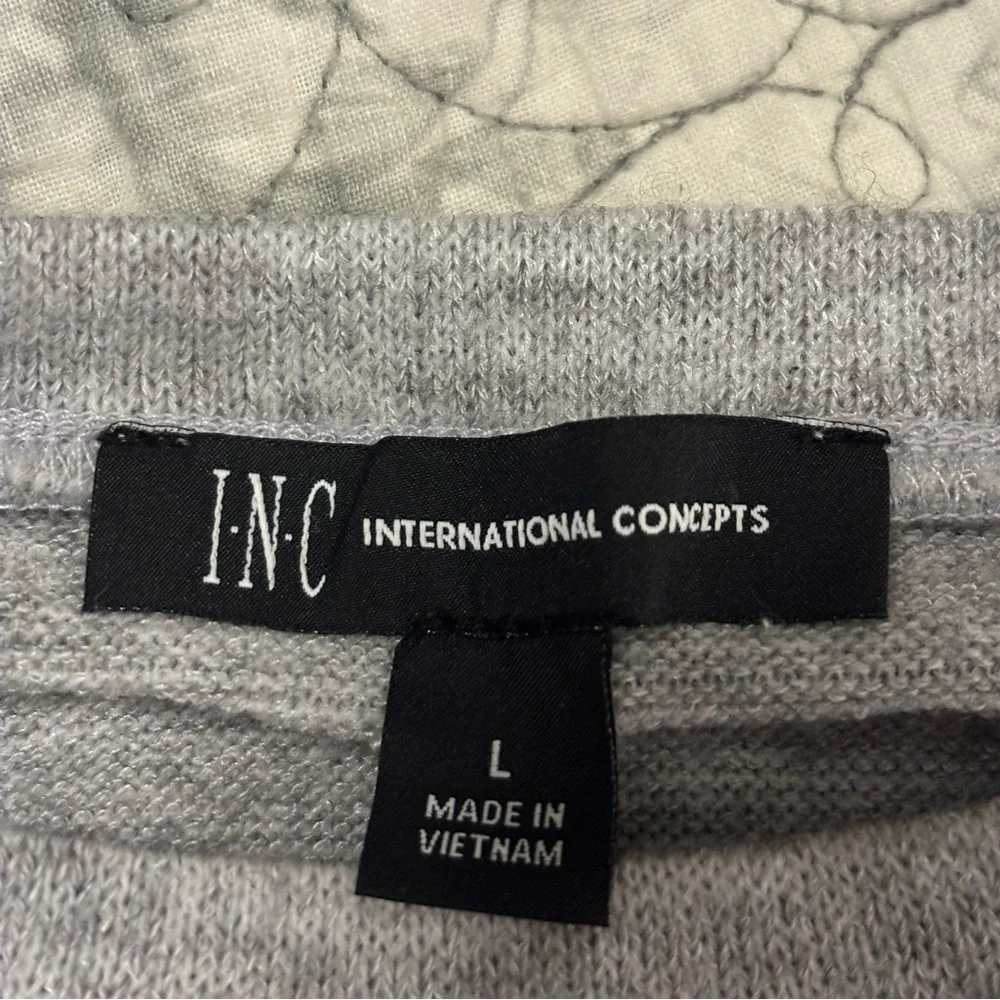 I·N·C INTERNATIONAL CONCEPTS
L
MADE IN
VIETNAM